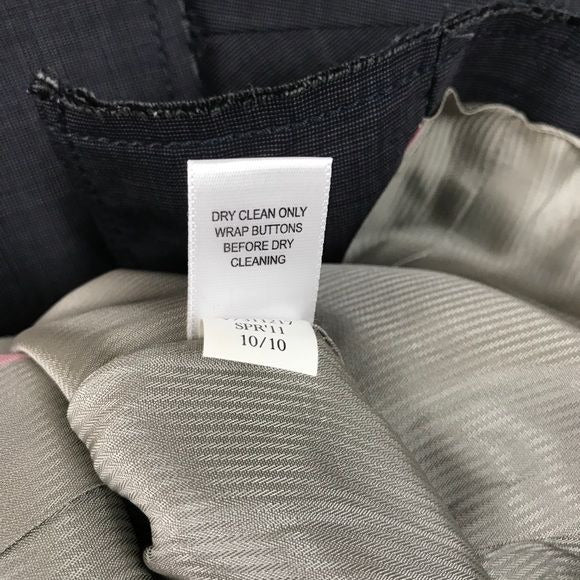 DRY CLEAN ONLY
WRAP BUTTONS
BEFORE DRY
CLEANING
SPR'11
10/10